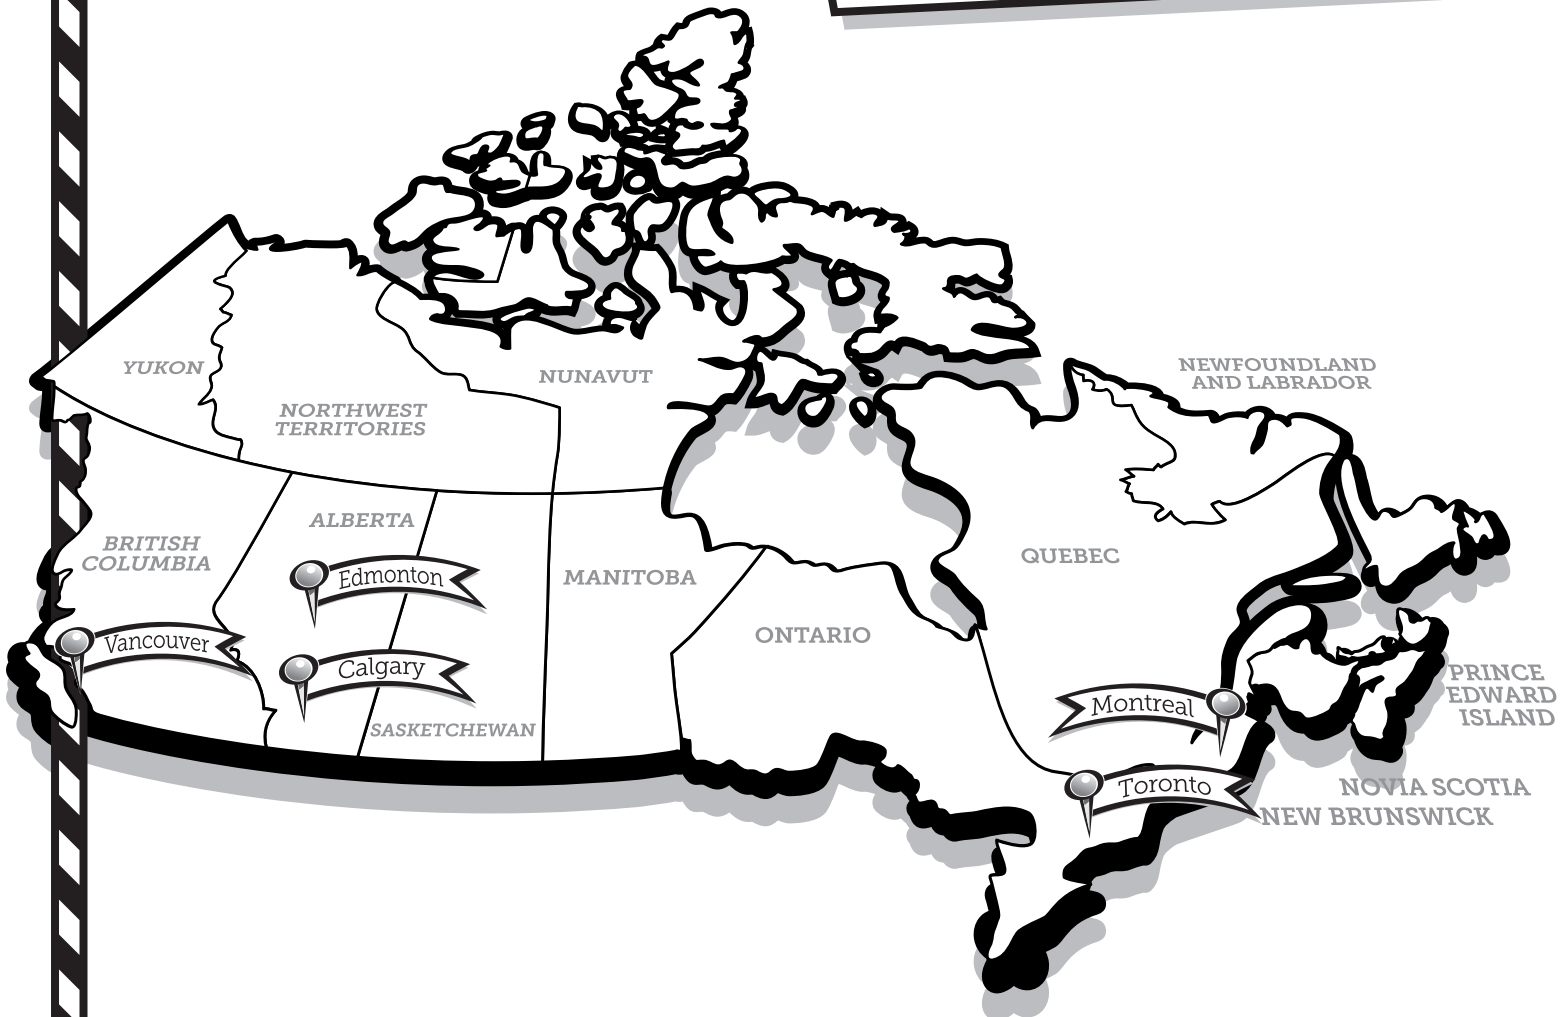 NEWFOUNDLAND
AND LABRADOR
YUKON
NUNAVUT
NORTHWEST
TERRITORIES
ALBERTA
BRITISH
COLUMBIA
QUEBEC
Edmonton
MANITOBA
ONTARIO
Vancouver
Calgary
PRINCE
EDWARD
ISLAND
Montreal
SASKETCHEWAN
Toronto
NOVIA SCOTIA
NEW BRUNSWICK